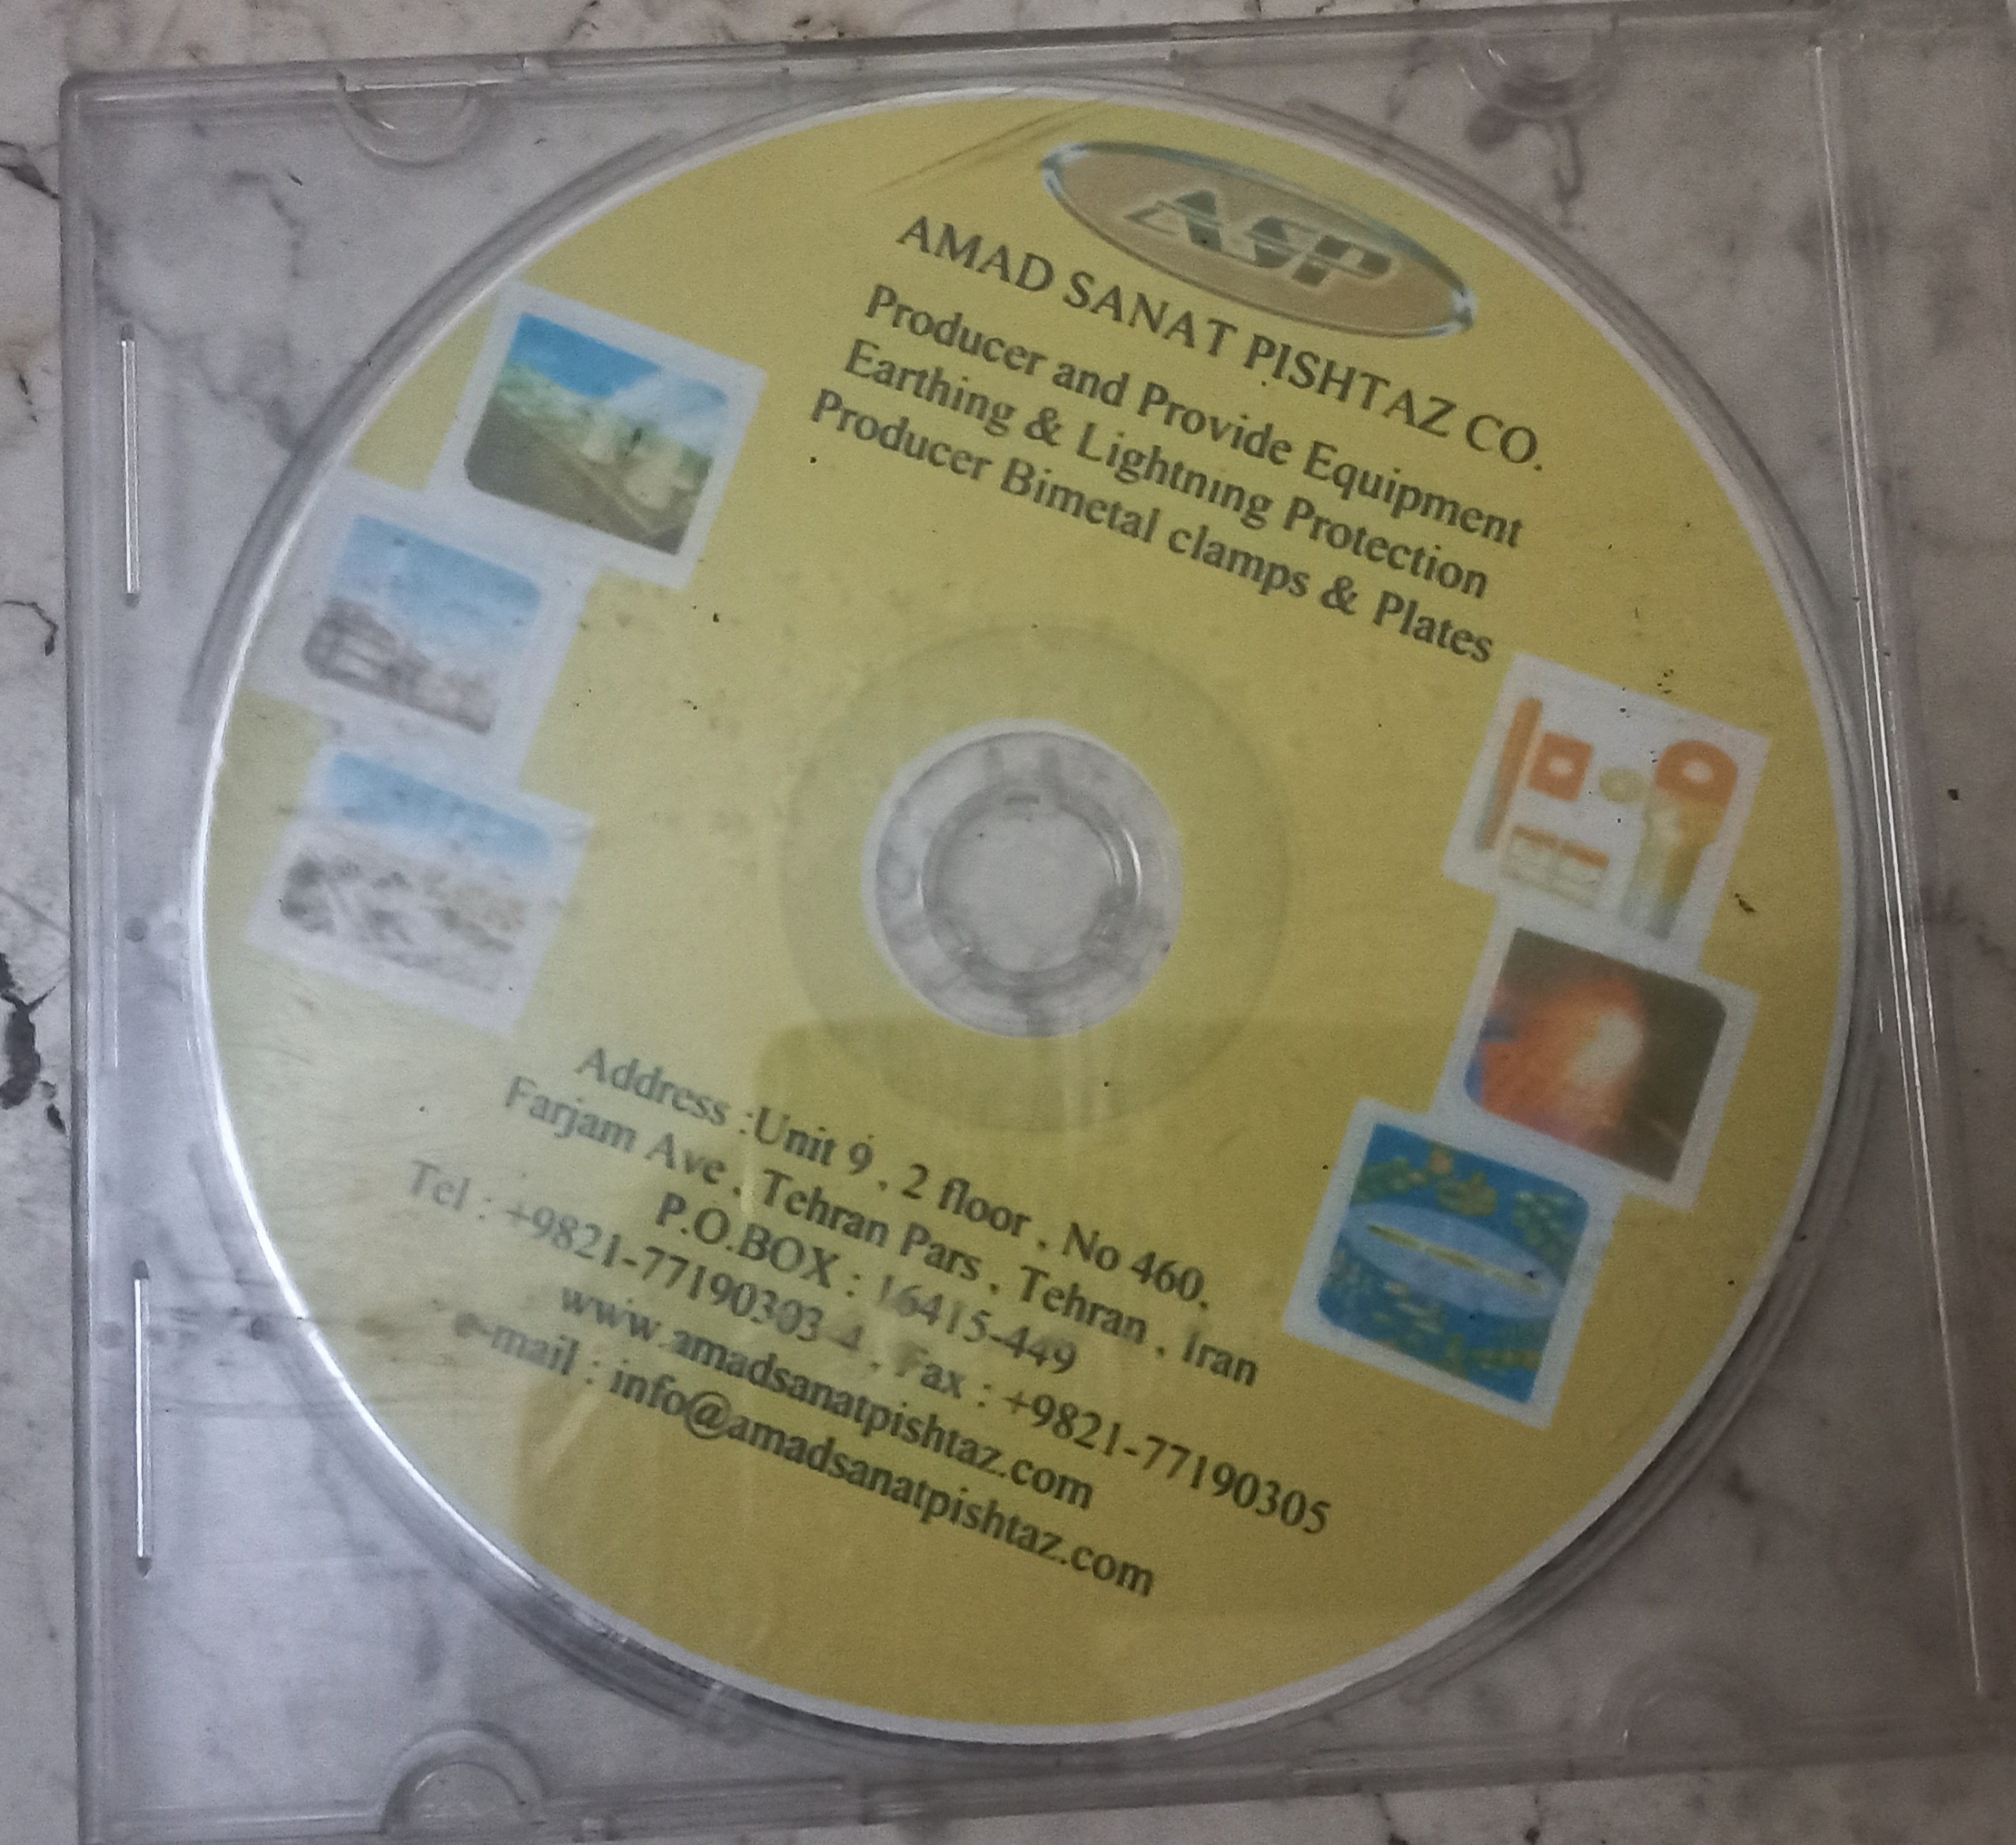 ASP
AMAD SANAT PISHTAZ CO.
Producer and Provide Equipment
Earthing & Lightning Protection
Producer Bimetal clamps & Plates
Address :Unit 9 . 2 floor . No 460.
Farjam Ave . Tehran Pars . Tehran . Iran
P.O.BOX : 16415-449
Tel : +9821-77190303-4 . Fax : +9821-77190305
www.amadsanatpishtaz.com
e-mail : info@amadsanatpishtaz.com